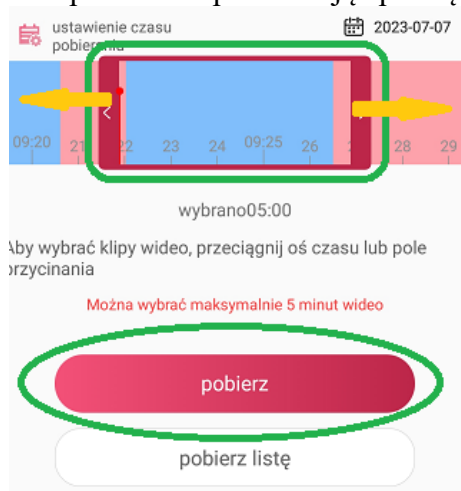 ustawienie czasu
pobierania
2023-07-07
09:20 21 22 23 24 09:25 26 28 29
wybrano05:00
Aby wybrać klipy wideo, przeciągnij oś czasu lub pole
przycinania
Można wybrać maksymalnie 5 minut wideo
pobierz
pobierz listę